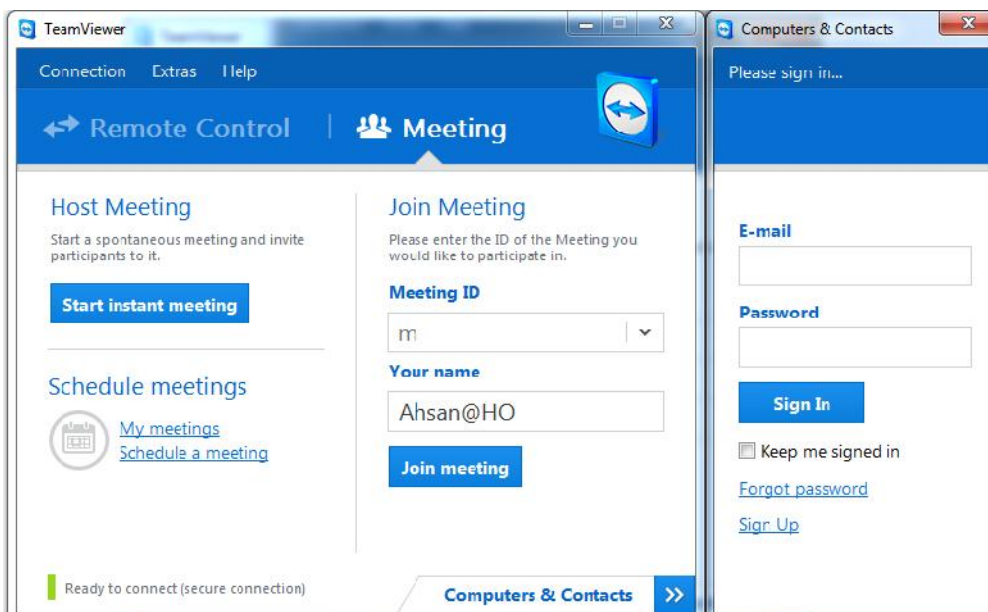 TeamViewer
Connection Extras Help
Remote Control | Meeting
Host Meeting
Start a spontaneous meeting and invite
participants to it.
Start instant meeting
Schedule meetings
My meetings
Schedule a meeting
Join Meeting
Please enter the ID of the Meeting you
would like to participate in.
Meeting ID
m
Your name
Ahsan@HO
Join meeting
Ready to connect (secure connection)
Computers & Contacts
Computers & Contacts
Please sign in...
E-mail
Password
Sign In
Keep me signed in
Forgot password
Sign Up